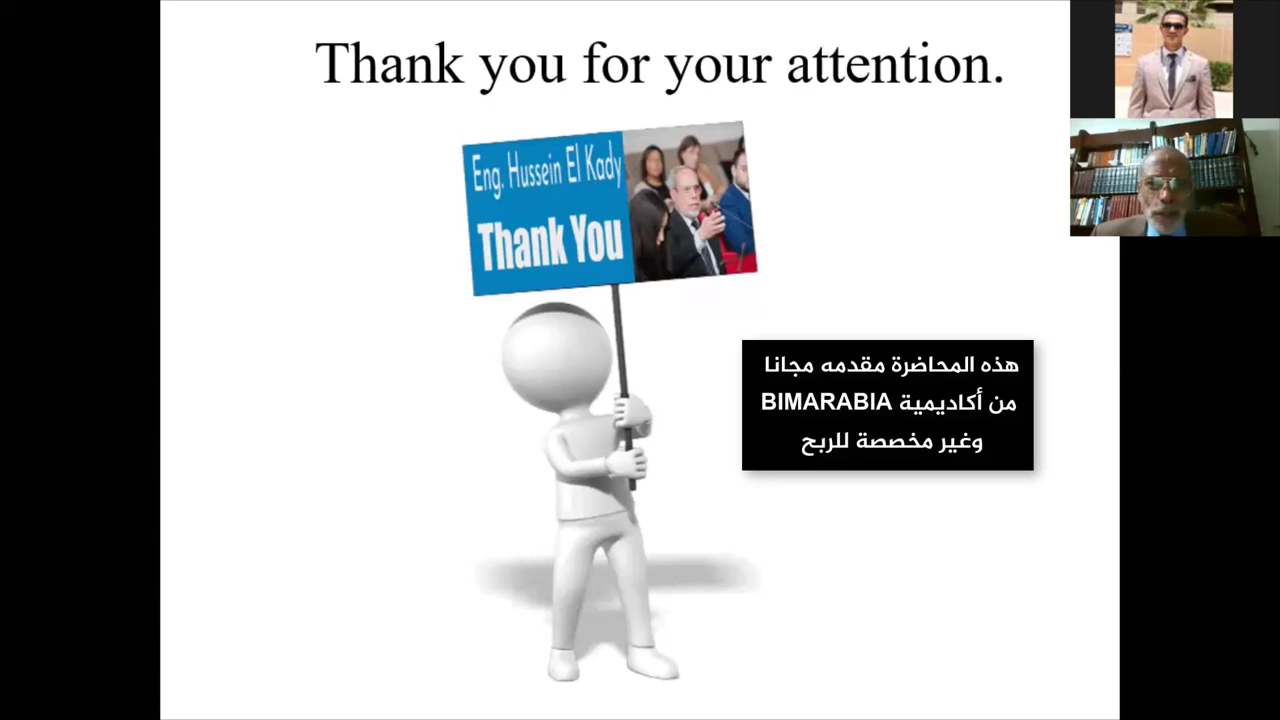 Thank you for your attention.
Eng. Hussein El Kady
Thank You
هذه المحاضرة مقدمه مجانا
من أكاديمية BIMARABIA
وغير مخصصة للربح